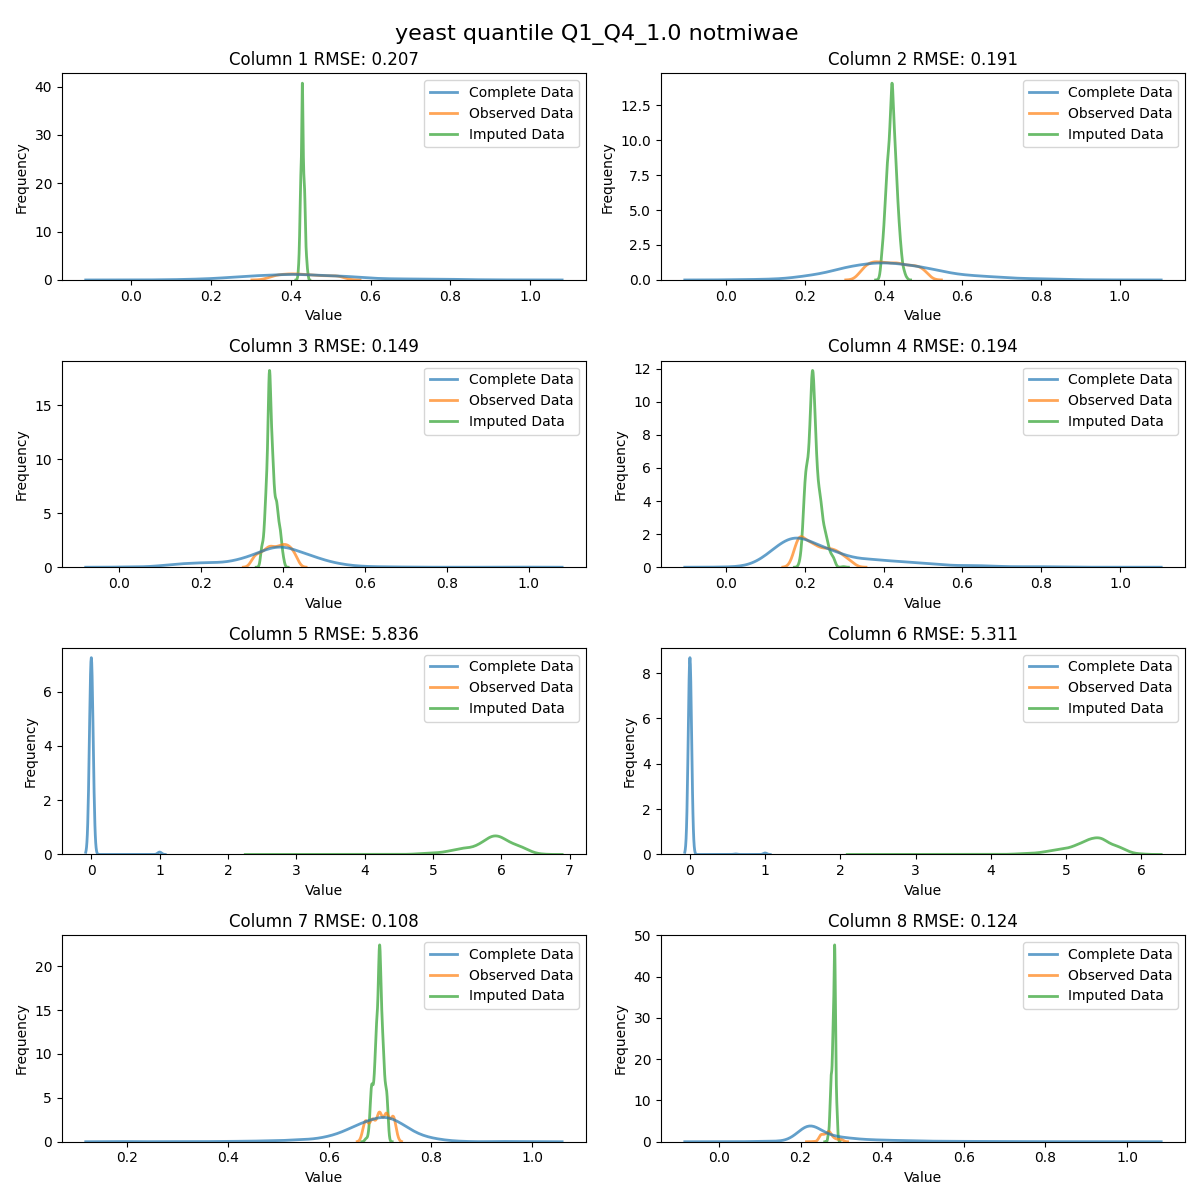 yeast quantile Q1_Q4_1.0 notmiwae
Column 1 RMSE: 0.207
Frequency
40
30
20
10
0
0.0 0.2 0.4 0.6 0.8 1.0
Value
Complete Data
Observed Data
Imputed Data
Column 2 RMSE: 0.191
Frequency
12.5
10.0
7.5
5.0
2.5
0.0
0.0 0.2 0.4 0.6 0.8 1.0
Value
Complete Data
Observed Data
Imputed Data
Column 3 RMSE: 0.149
Frequency
15
10
5
0
0.0 0.2 0.4 0.6 0.8 1.0
Value
Complete Data
Observed Data
Imputed Data
Column 4 RMSE: 0.194
Frequency
12
10
8
6
4
2
0
0.0 0.2 0.4 0.6 0.8 1.0
Value
Complete Data
Observed Data
Imputed Data
Column 5 RMSE: 5.836
Frequency
6
4
2
0
0 1 2 3 4 5 6 7
Value
Complete Data
Observed Data
Imputed Data
Column 6 RMSE: 5.311
Frequency
8
6
4
2
0
0 1 2 3 4 5 6
Value
Complete Data
Observed Data
Imputed Data
Column 7 RMSE: 0.108
Frequency
20
15
10
5
0
0.2 0.4 0.6 0.8 1.0
Value
Complete Data
Observed Data
Imputed Data
Column 8 RMSE: 0.124
Frequency
50
40
30
20
10
0
0.0 0.2 0.4 0.6 0.8 1.0
Value
Complete Data
Observed Data
Imputed Data